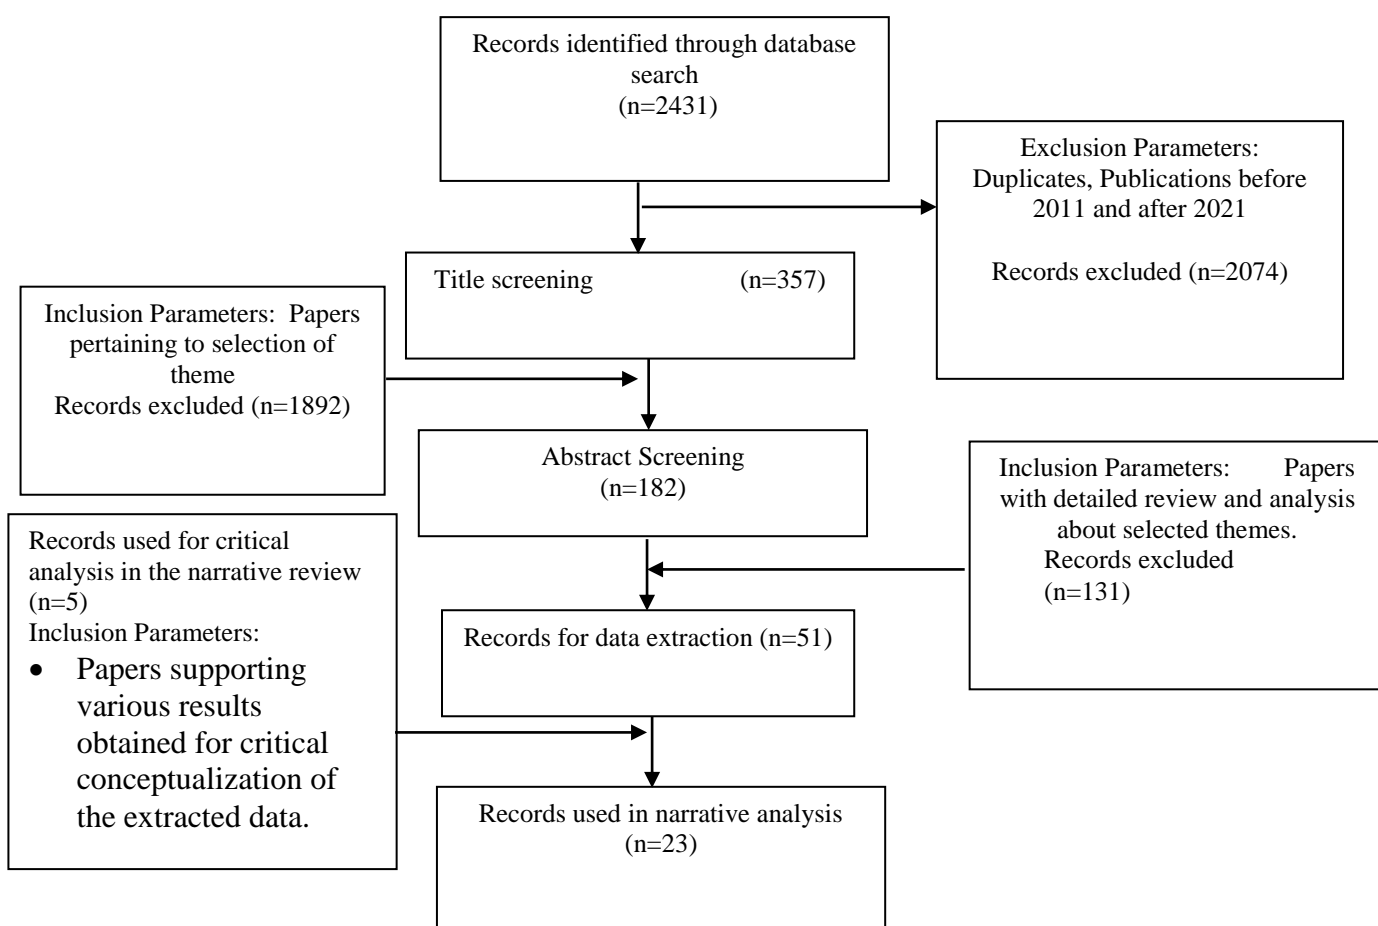 Records identified through database
search
(n=2431)
Exclusion Parameters:
Duplicates, Publications before
2011 and after 2021
Records excluded (n=2074)
Title screening (n=357)
Inclusion Parameters: Papers
pertaining to selection of
theme
Records excluded (n=1892)
Abstract Screening
(n=182)
Inclusion Parameters: Papers
with detailed review and analysis
about selected themes.
Records excluded
(n=131)
Records used for critical
analysis in the narrative review
(n=5)
Inclusion Parameters:
• Papers supporting
various results
obtained for critical
conceptualization of
the extracted data.
Records for data extraction (n=51)
Records used in narrative analysis
(n=23)